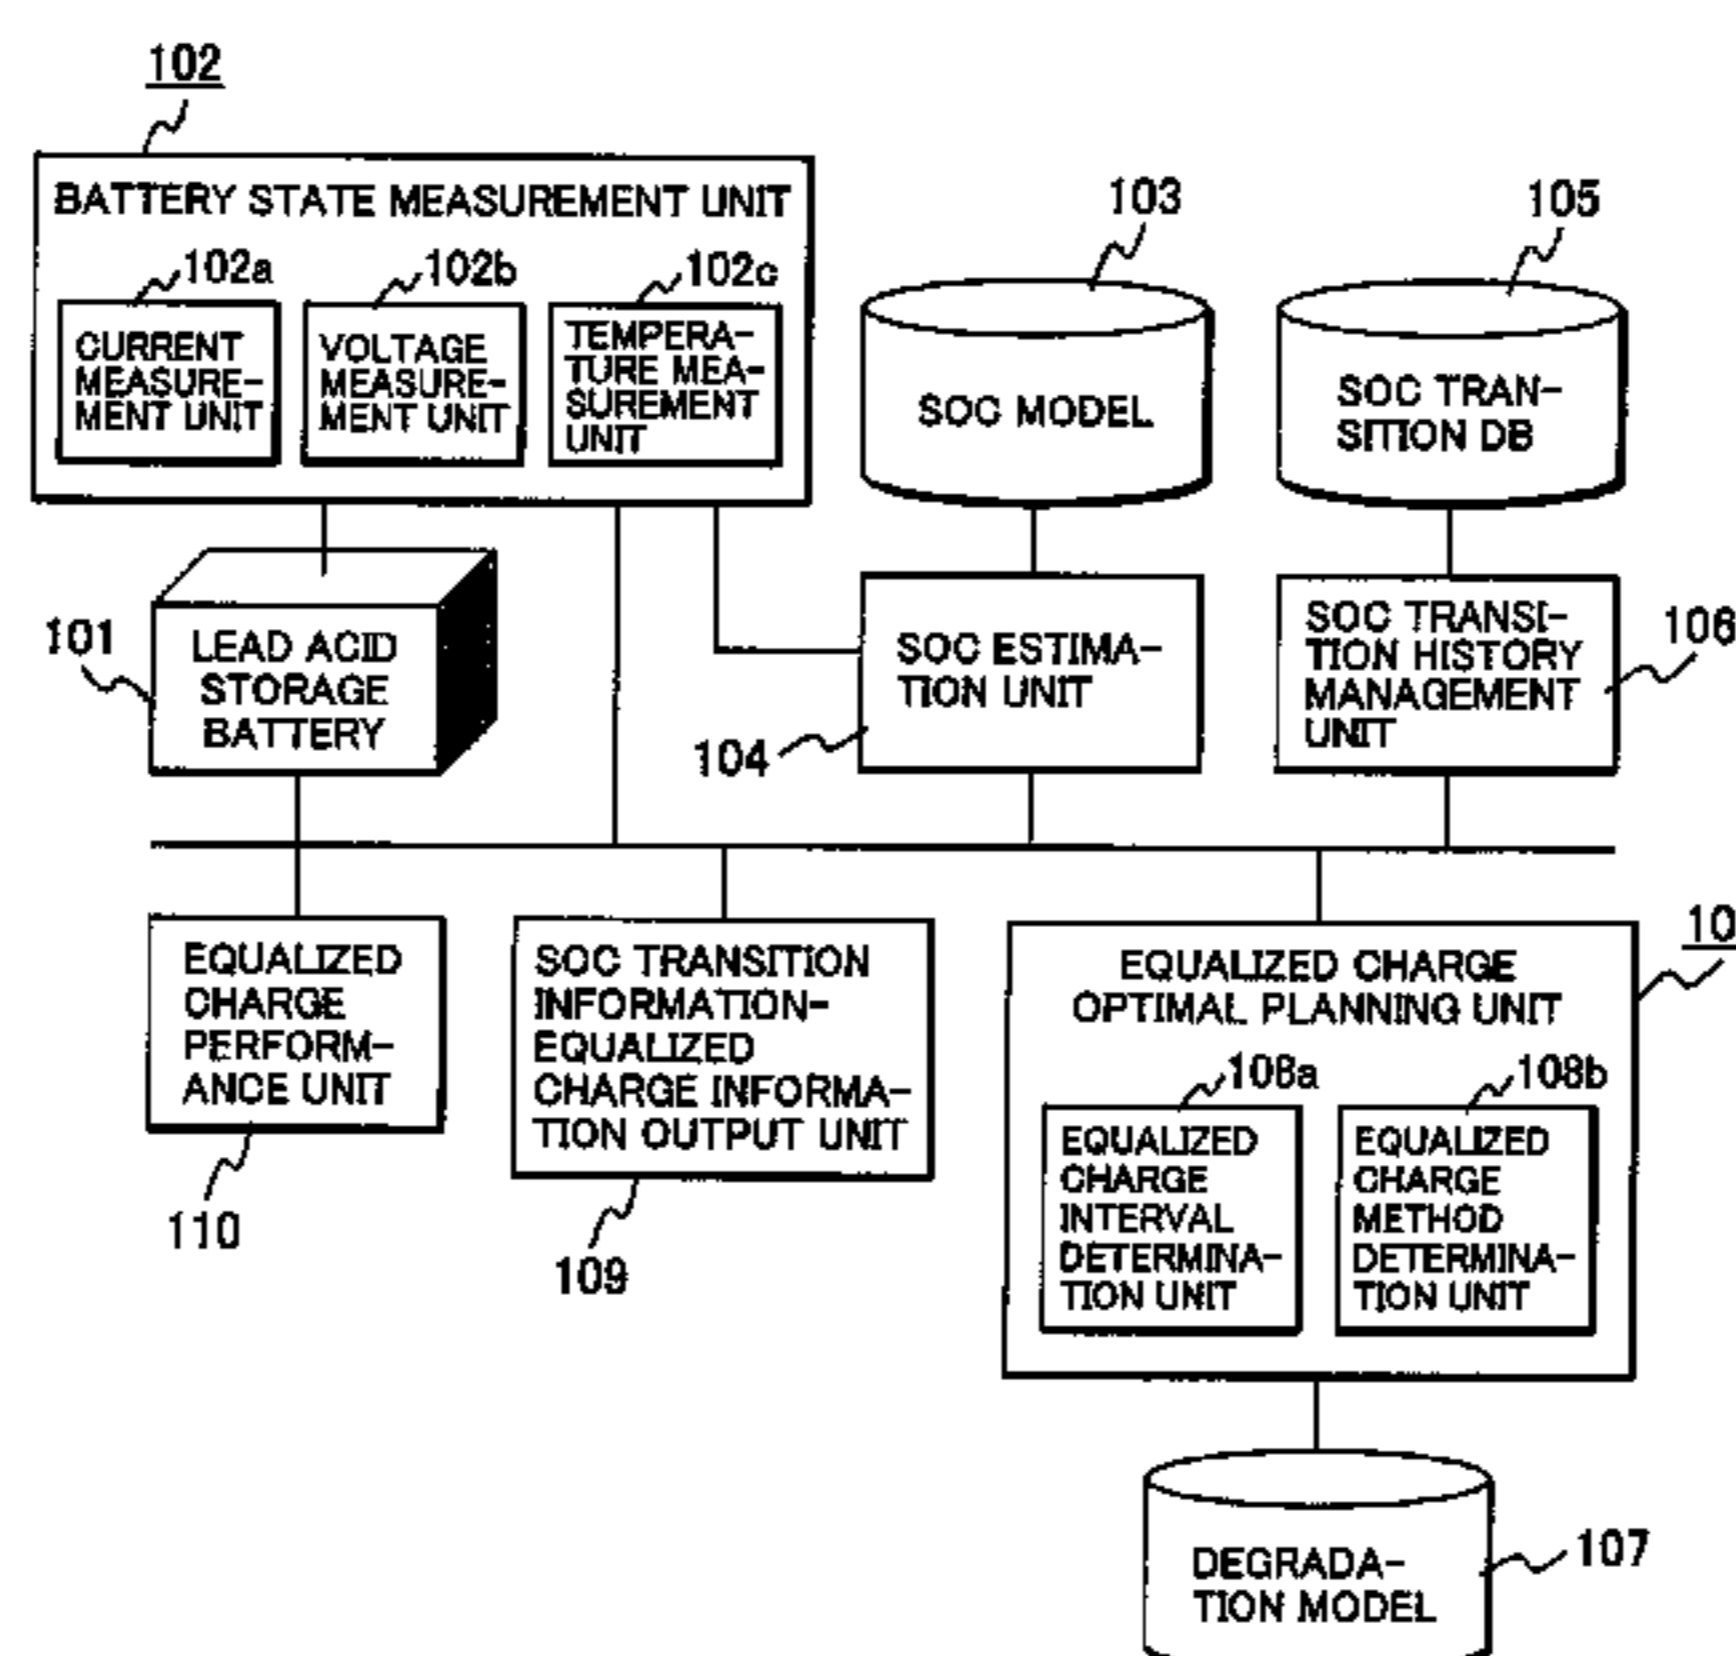 102
BATTERY STATE MEASUREMENT UNIT
102a
102b
102c
CURRENT
MEASURE-
MENT UNIT
VOLTAGE
MEASURE-
MENT UNIT
TEMPERA-
TURE MEA-
SUREMENT
UNIT
103
SOC MODEL
105
SOC TRAN-
SITION DB
101
LEAD ACID
STORAGE
BATTERY
SOC ESTIMA-
TION UNIT
104
SOC TRANSI-
TION HISTORY
MANAGEMENT
UNIT
106
EQUALIZED
CHARGE
PERFORM-
ANCE UNIT
110
SOC TRANSITION
INFORMATION-
EQUALIZED
CHARGE INFORMA-
TION OUTPUT UNIT
109
10
EQUALIZED CHARGE
OPTIMAL PLANNING UNIT
108a
108b
EQUALIZED
CHARGE
INTERVAL
DETERMINA-
TION UNIT
EQUALIZED
CHARGE
METHOD
DETERMINA-
TION UNIT
107
DEGRADA-
TION MODEL